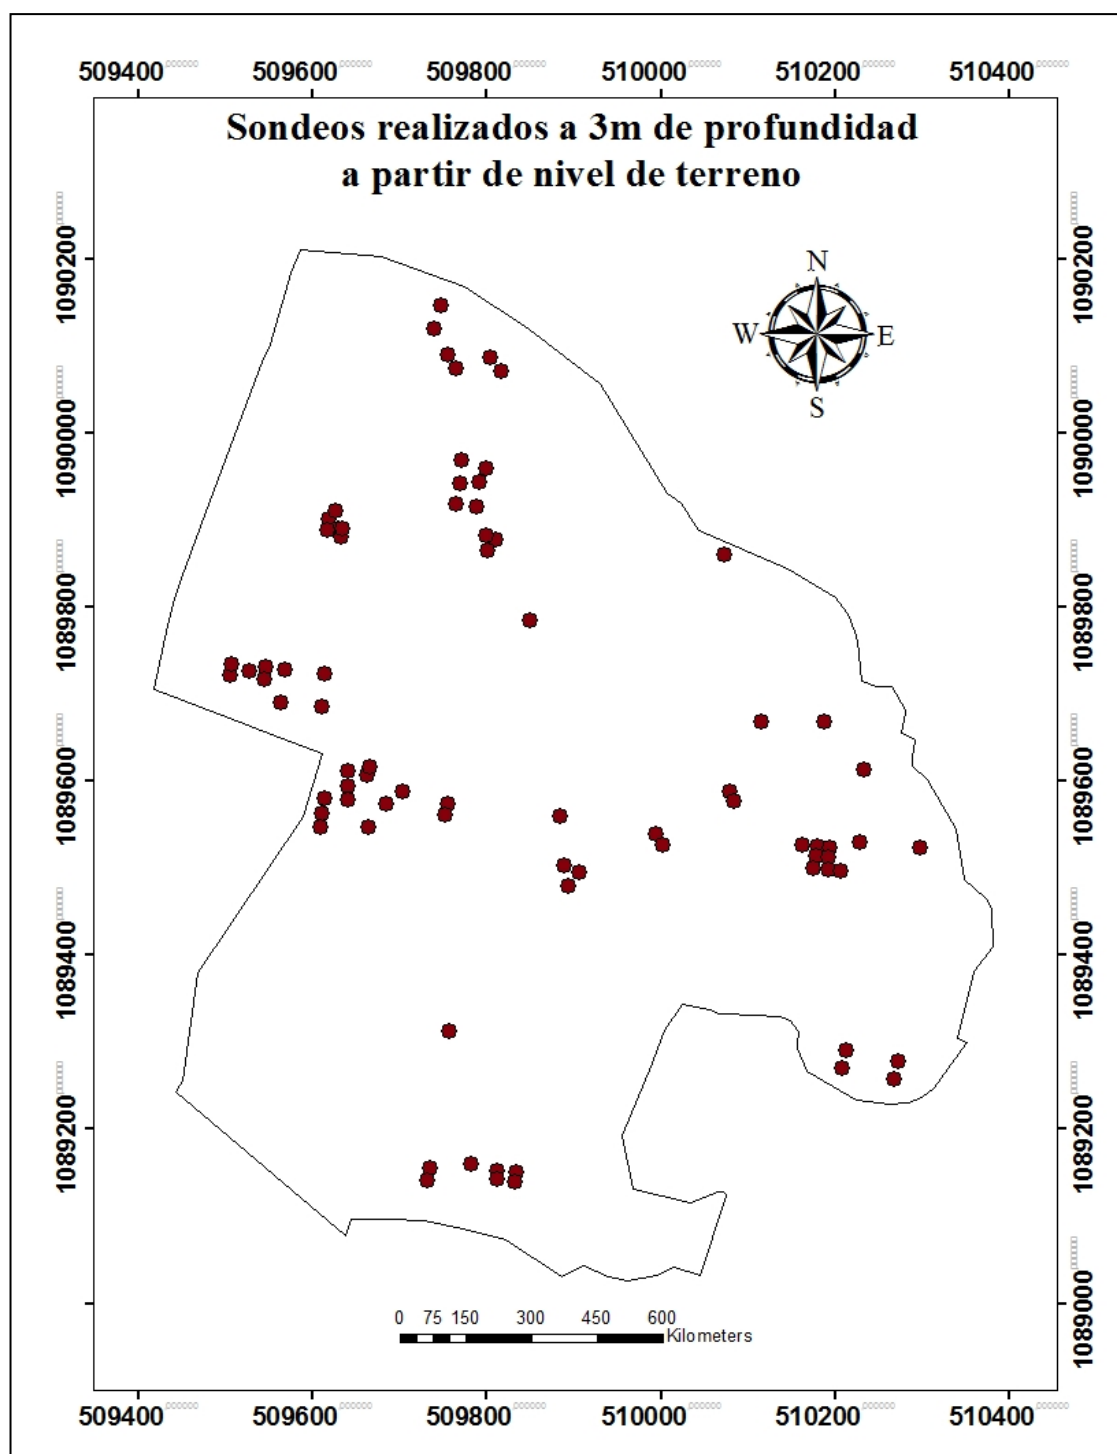 509400 509600 509800 510000 510200 510400
Sondeos realizados a 3m de profundidad
a partir de nivel de terreno
N
W E
S
1090200 1090200
1090000 1090000
1089800 1089800
1089600 1089600
1089400 1089400
1089200 1089200
1089000 1089000
0 75 150 300 450 600
Kilometers
509400 509600 509800 510000 510200 510400